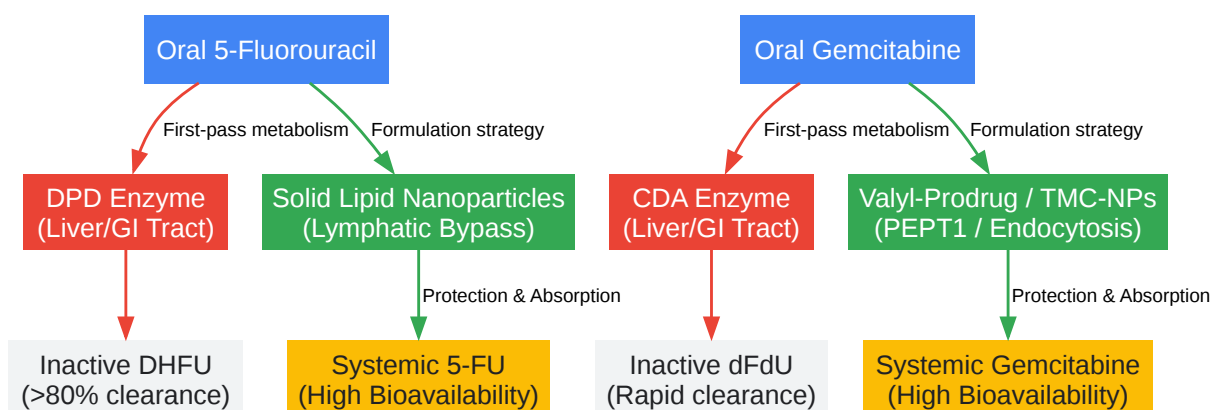 Oral 5-Fluorouracil
Oral Gemcitabine
First-pass metabolism
Formulation strategy
First-pass metabolism
Formulation strategy
DPD Enzyme
(Liver/GI Tract)
Solid Lipid Nanoparticles
(Lymphatic Bypass)
CDA Enzyme
(Liver/GI Tract)
Valyl-Prodrug / TMC-NPs
(PEPT1 / Endocytosis)
Protection & Absorption
Protection & Absorption
Inactive DHFU
(>80% clearance)
Systemic 5-FU
(High Bioavailability)
Inactive dFdU
(Rapid clearance)
Systemic Gemcitabine
(High Bioavailability)